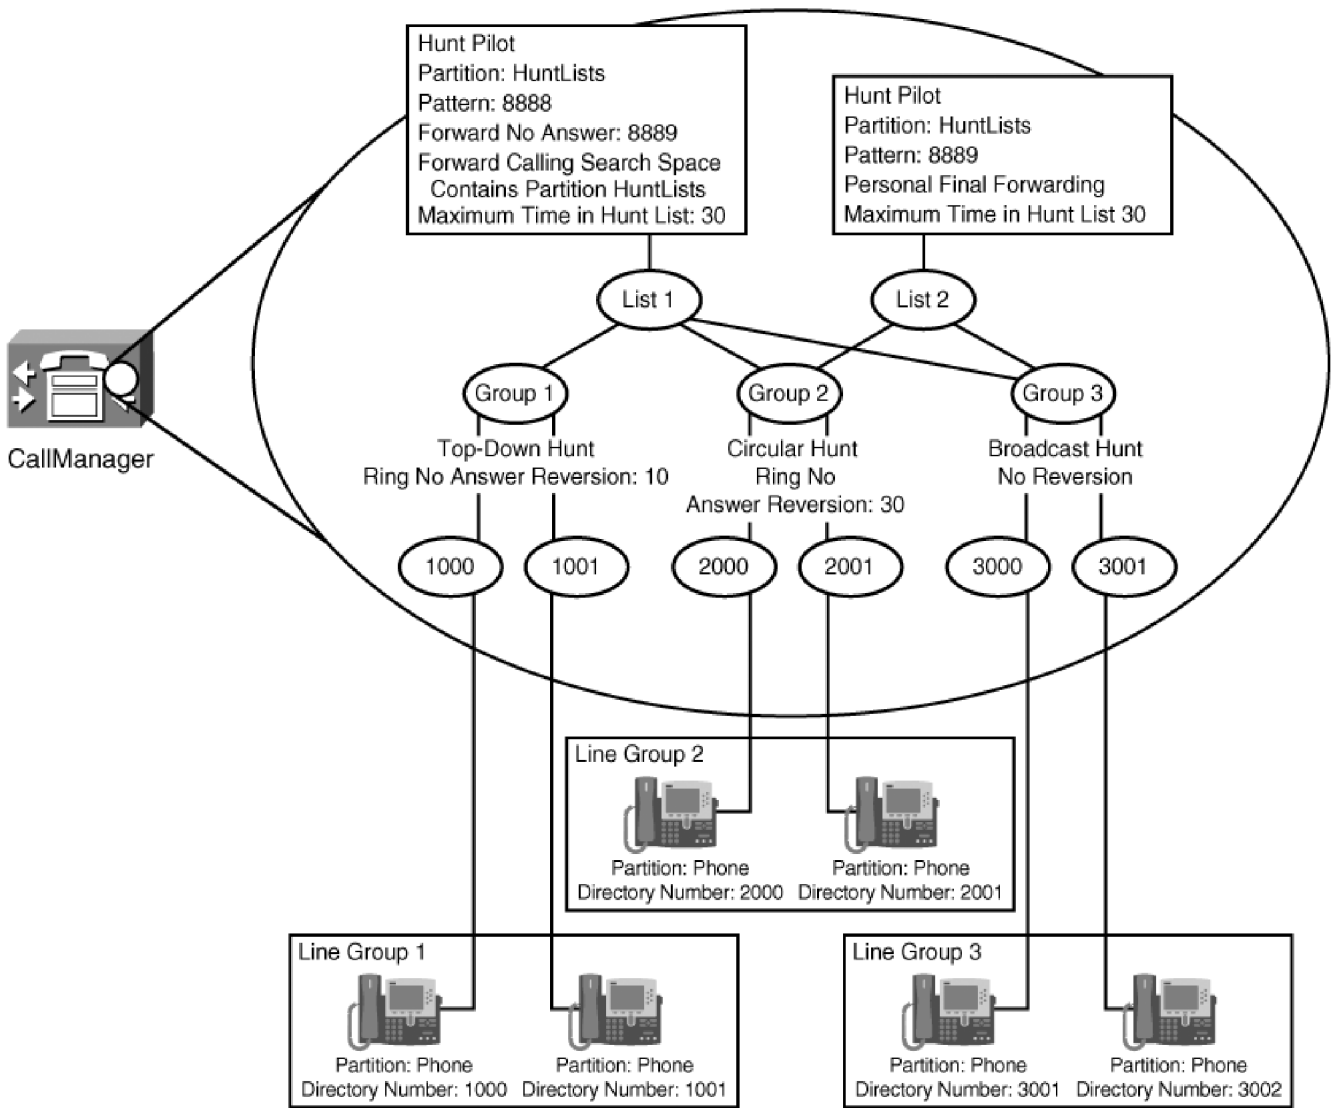 Hunt Pilot
Partition: HuntLists
Pattern: 8888
Forward No Answer: 8889
Forward Calling Search Space
Contains Partition HuntLists
Maximum Time in Hunt List: 30
Hunt Pilot
Partition: HuntLists
Pattern: 8889
Personal Final Forwarding
Maximum Time in Hunt List 30
List 1
List 2
CallManager
Group 1
Group 2
Group 3
Top-Down Hunt
Ring No Answer Reversion: 10
Circular Hunt
Ring No
Answer Reversion: 30
Broadcast Hunt
No Reversion
1000
1001
2000
2001
3000
3001
Line Group 2
Partition: Phone
Directory Number: 2000
Partition: Phone
Directory Number: 2001
Line Group 1
Partition: Phone
Directory Number: 1000
Partition: Phone
Directory Number: 1001
Line Group 3
Partition: Phone
Directory Number: 3001
Partition: Phone
Directory Number: 3002